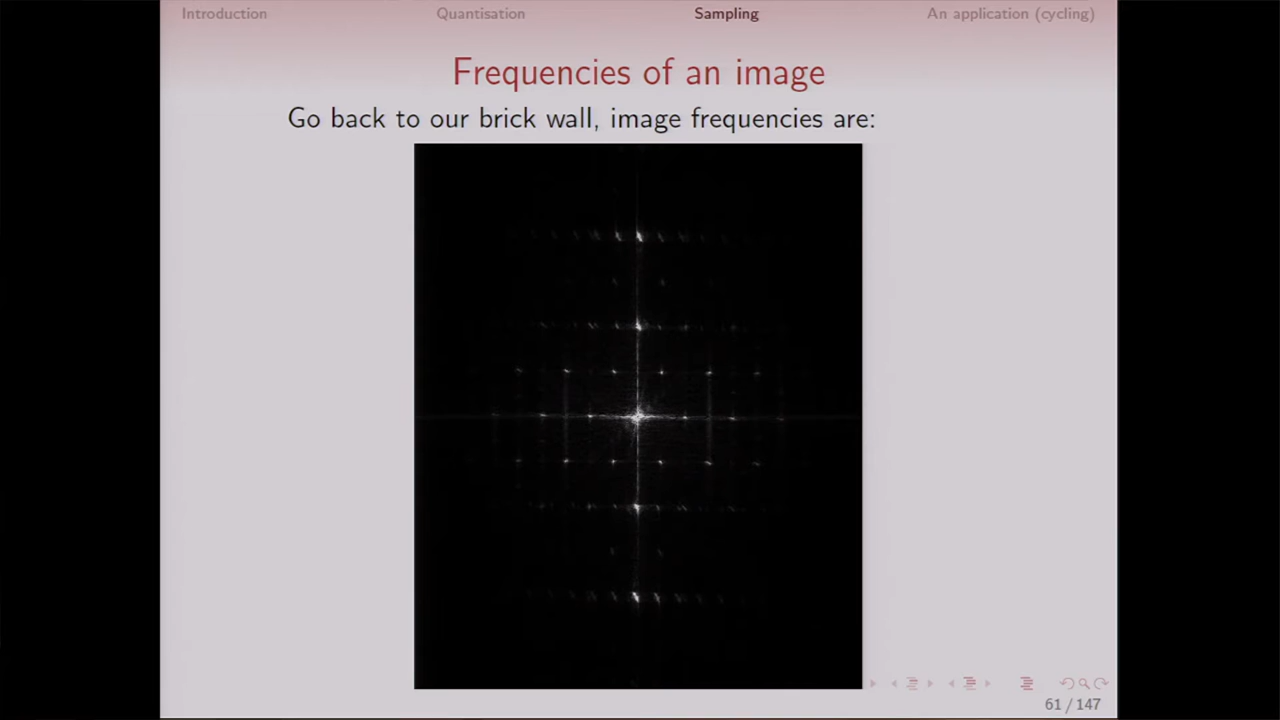 Introduction Quantisation Sampling An application (cycling)
Frequencies of an image
Go back to our brick wall, image frequencies are:
61 / 147